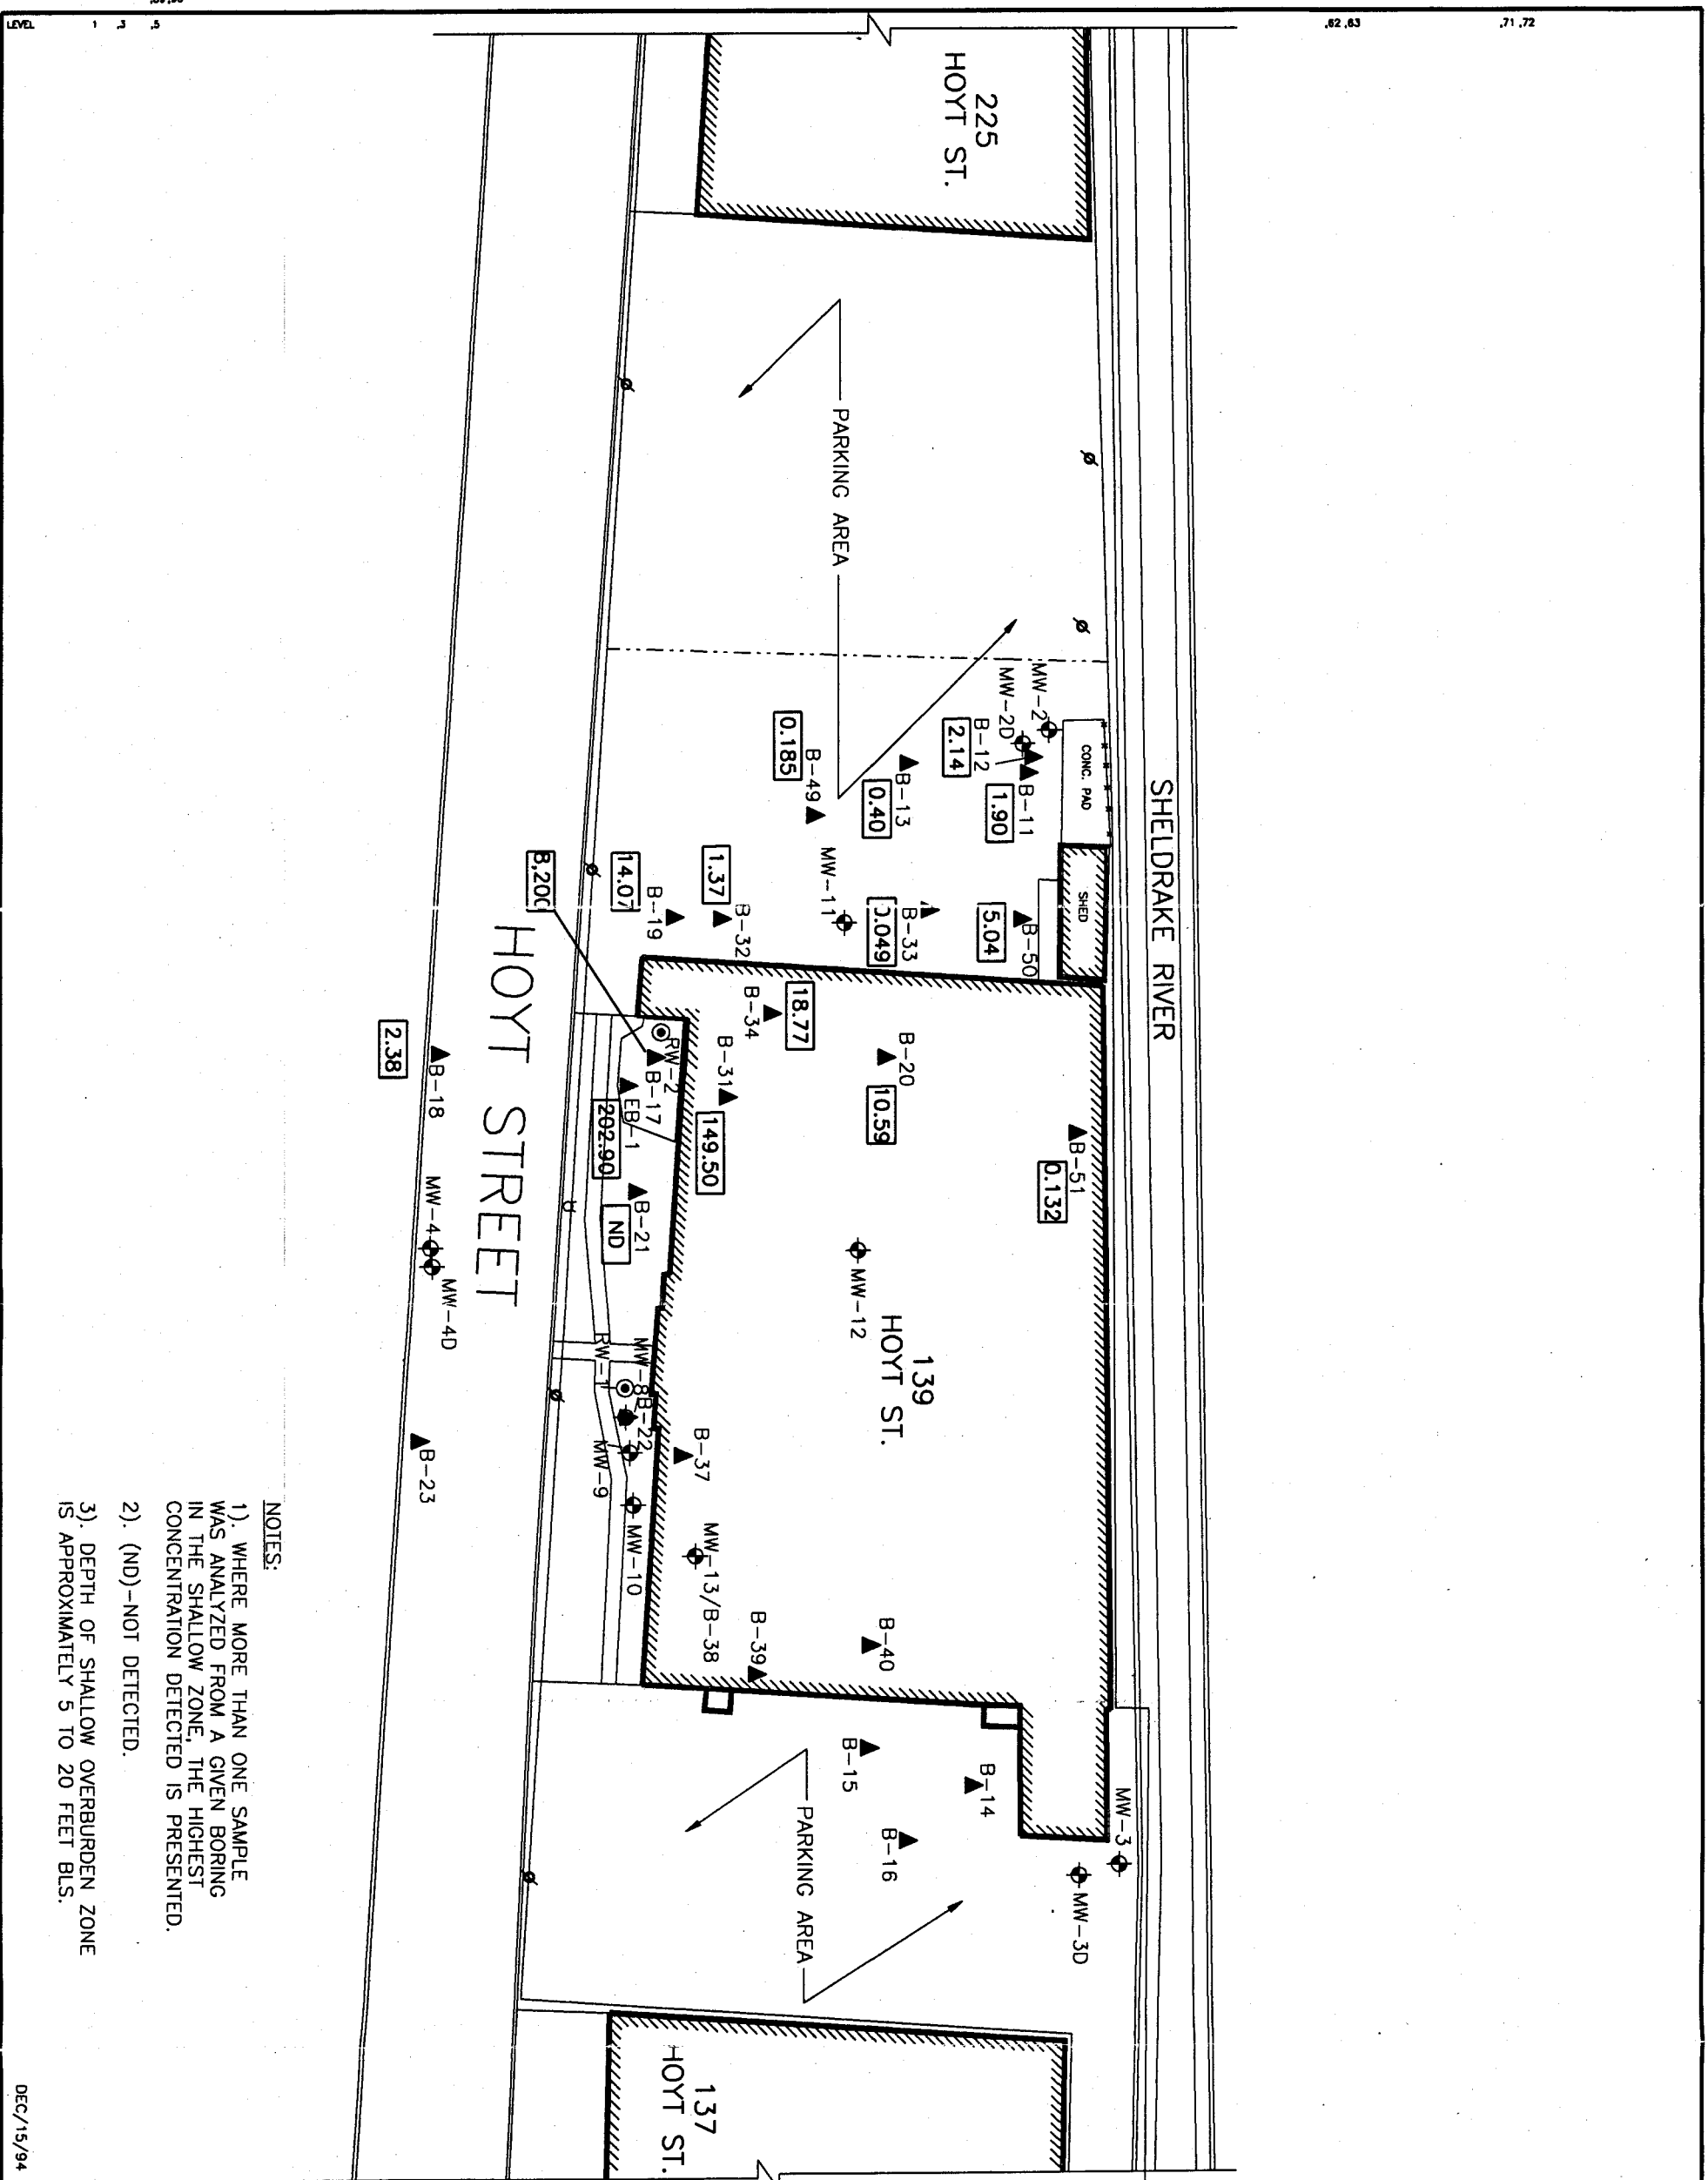 LEVEL
1 ,3 ,5
,62,63
,71,72
225
HOYT ST.
SHELDRAKE RIVER
PARKING AREA
MW-2
MW-2D
B-12
2.14
B-11
1.90
CONC. PAD
SHED
B-13
0.40
B-49
0.185
MW-11
B-33
0.049
B-50
5.04
B-32
1.37
B-19
14.07
8,200
B-34
18.77
B-20
10.59
B-51
0.132
RW-2
B-17
B-31
149.50
EB-1
202.90
B-21
ND
HOYT STREET
B-18
2.38
MW-4
MW-4D
B-23
MW-12
139
HOYT ST.
MW-8
RW-1
B-22
MW-9
MW-10
B-37
MW-13/B-38
B-39
B-40
B-15
B-14
B-16
MW-3
MW-3D
PARKING AREA
137
HOYT ST.
NOTES:
1). WHERE MORE THAN ONE SAMPLE
WAS ANALYZED FROM A GIVEN BORING
IN THE SHALLOW ZONE, THE HIGHEST
CONCENTRATION DETECTED IS PRESENTED.
2). (ND)-NOT DETECTED.
3). DEPTH OF SHALLOW OVERBURDEN ZONE
IS APPROXIMATELY 5 TO 20 FEET BLS.
DEC/15/94